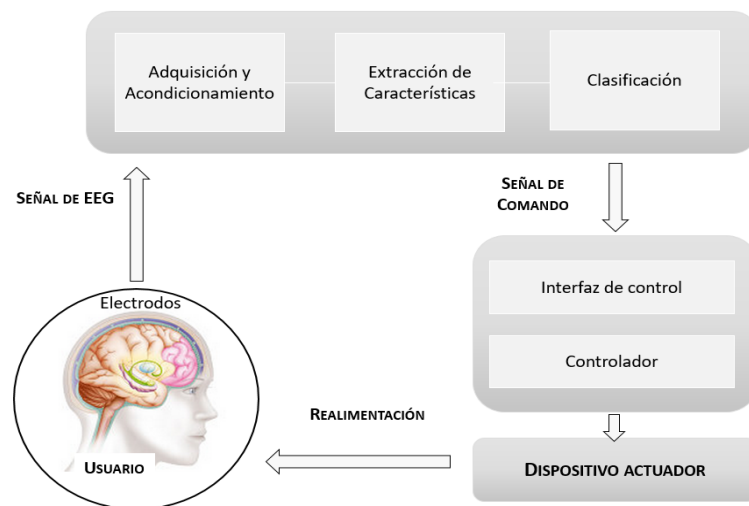 Adquisición y
Acondicionamiento
Extracción de
Características
Clasificación
SEÑAL DE EEG
SEÑAL DE
COMANDO
Electrodos
Interfaz de control
Controlador
REALIMENTACIÓN
USUARIO
DISPOSITIVO ACTUADOR